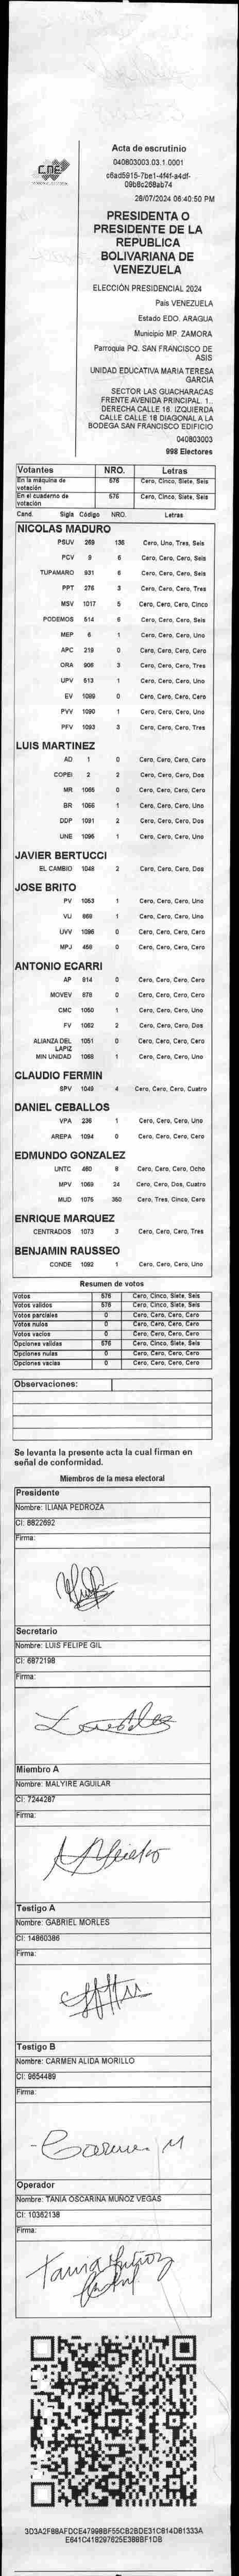 CNE
Acta de escrutinio
040803003.03.1.0001
c6ad5915-7be1-4f4f-a4df-
09b8c268ab74
28/07/2024 06:40:50 PM
PRESIDENTA O
PRESIDENTE DE LA
REPUBLICA
BOLIVARIANA DE
VENEZUELA
ELECCIÓN PRESIDENCIAL 2024
País VENEZUELA
Estado EDO. ARAGUA
Municipio MP. ZAMORA
Parroquia PQ. SAN FRANCISCO DE
ASIS
UNIDAD EDUCATIVA MARIA TERESA
GARCIA
SECTOR LAS GUACHARACAS
FRENTE AVENIDA PRINCIPAL. 1..
DERECHA CALLE 16. IZQUIERDA
CALLE CALLE 18 DIAGONAL A LA
BODEGA SAN FRANCISCO EDIFICIO
040803003
998 Electores
Votantes NRO. Letras
En la máquina de votación 576 Cero, Cinco, Siete, Seis
En el cuaderno de votación 576 Cero, Cinco, Siete, Seis
Cand. Sigla Código NRO. Letras
NICOLAS MADURO
PSUV 269 136 Cero, Uno, Tres, Seis
PCV 9 6 Cero, Cero, Cero, Seis
TUPAMARO 931 6 Cero, Cero, Cero, Seis
PPT 276 3 Cero, Cero, Cero, Tres
MSV 1017 5 Cero, Cero, Cero, Cinco
PODEMOS 514 6 Cero, Cero, Cero, Seis
MEP 6 1 Cero, Cero, Cero, Uno
APC 219 0 Cero, Cero, Cero, Cero
ORA 906 3 Cero, Cero, Cero, Tres
UPV 613 1 Cero, Cero, Cero, Uno
EV 1099 0 Cero, Cero, Cero, Cero
PVV 1090 1 Cero, Cero, Cero, Uno
PFV 1093 3 Cero, Cero, Cero, Tres
LUIS MARTINEZ
AD 1 0 Cero, Cero, Cero, Cero
COPEI 2 2 Cero, Cero, Cero, Dos
MR 1065 0 Cero, Cero, Cero, Cero
BR 1066 1 Cero, Cero, Cero, Uno
DDP 1091 2 Cero, Cero, Cero, Dos
UNE 1095 1 Cero, Cero, Cero, Uno
JAVIER BERTUCCI
EL CAMBIO 1048 2 Cero, Cero, Cero, Dos
JOSE BRITO
PV 1053 1 Cero, Cero, Cero, Uno
VU 869 1 Cero, Cero, Cero, Uno
UVV 1096 0 Cero, Cero, Cero, Cero
MPJ 456 0 Cero, Cero, Cero, Cero
ANTONIO ECARRI
AP 914 0 Cero, Cero, Cero, Cero
MOVEV 878 0 Cero, Cero, Cero, Cero
CMC 1050 1 Cero, Cero, Cero, Uno
FV 1062 2 Cero, Cero, Cero, Dos
ALIANZA DEL LAPIZ 1051 0 Cero, Cero, Cero, Cero
MIN UNIDAD 1068 1 Cero, Cero, Cero, Uno
CLAUDIO FERMIN
SPV 1049 4 Cero, Cero, Cero, Cuatro
DANIEL CEBALLOS
VPA 236 1 Cero, Cero, Cero, Uno
AREPA 1094 0 Cero, Cero, Cero, Cero
EDMUNDO GONZALEZ
UNTC 460 8 Cero, Cero, Cero, Ocho
MPV 1069 24 Cero, Cero, Dos, Cuatro
MUD 1075 350 Cero, Tres, Cinco, Cero
ENRIQUE MARQUEZ
CENTRADOS 1073 3 Cero, Cero, Cero, Tres
BENJAMIN RAUSSEO
CONDE 1092 1 Cero, Cero, Cero, Uno
Resumen de votos
Votos 576 Cero, Cinco, Siete, Seis
Votos válidos 576 Cero, Cinco, Siete, Seis
Votos parciales 0 Cero, Cero, Cero, Cero
Votos nulos 0 Cero, Cero, Cero, Cero
Votos vacíos 0 Cero, Cero, Cero, Cero
Opciones válidas 576 Cero, Cinco, Siete, Seis
Opciones nulas 0 Cero, Cero, Cero, Cero
Opciones vacías 0 Cero, Cero, Cero, Cero
Observaciones:
Se levanta la presente acta la cual firman en
señal de conformidad.
Miembros de la mesa electoral
Presidente
Nombre: ILIANA PEDROZA
CI: 8822692
Firma:
Secretario
Nombre: LUIS FELIPE GIL
CI: 6872198
Firma:
Miembro A
Nombre: MALYIRE AGUILAR
CI: 7244287
Firma:
Testigo A
Nombre: GABRIEL MORLES
CI: 14860386
Firma:
Testigo B
Nombre: CARMEN ALIDA MORILLO
CI: 9654489
Firma:
Carmen M
Operador
Nombre: TANIA OSCARINA MUÑOZ VEGAS
CI: 10362138
Firma:
Tania Muñoz
3D3A2F88AFDCE47998BF55CB2BDE31C814D81333A
E641C418297625E388BF1DB